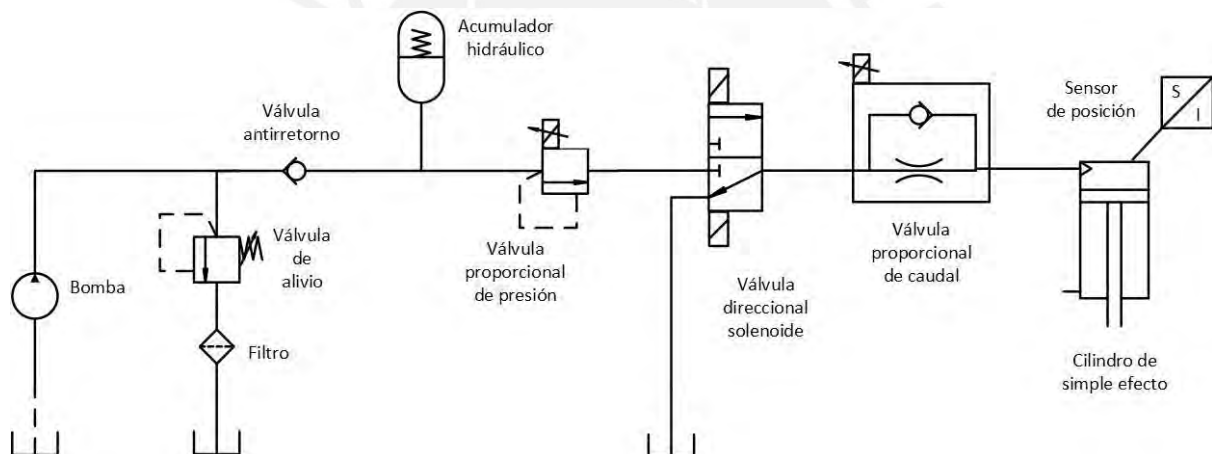 Acumulador
hidráulico
Válvula
antirretorno
Sensor
de posición
S
I
Bomba
Válvula
de
alivio
Filtro
Válvula
proporcional
de presión
Válvula
direccional
solenoide
Válvula
proporcional
de caudal
Cilindro de
simple efecto